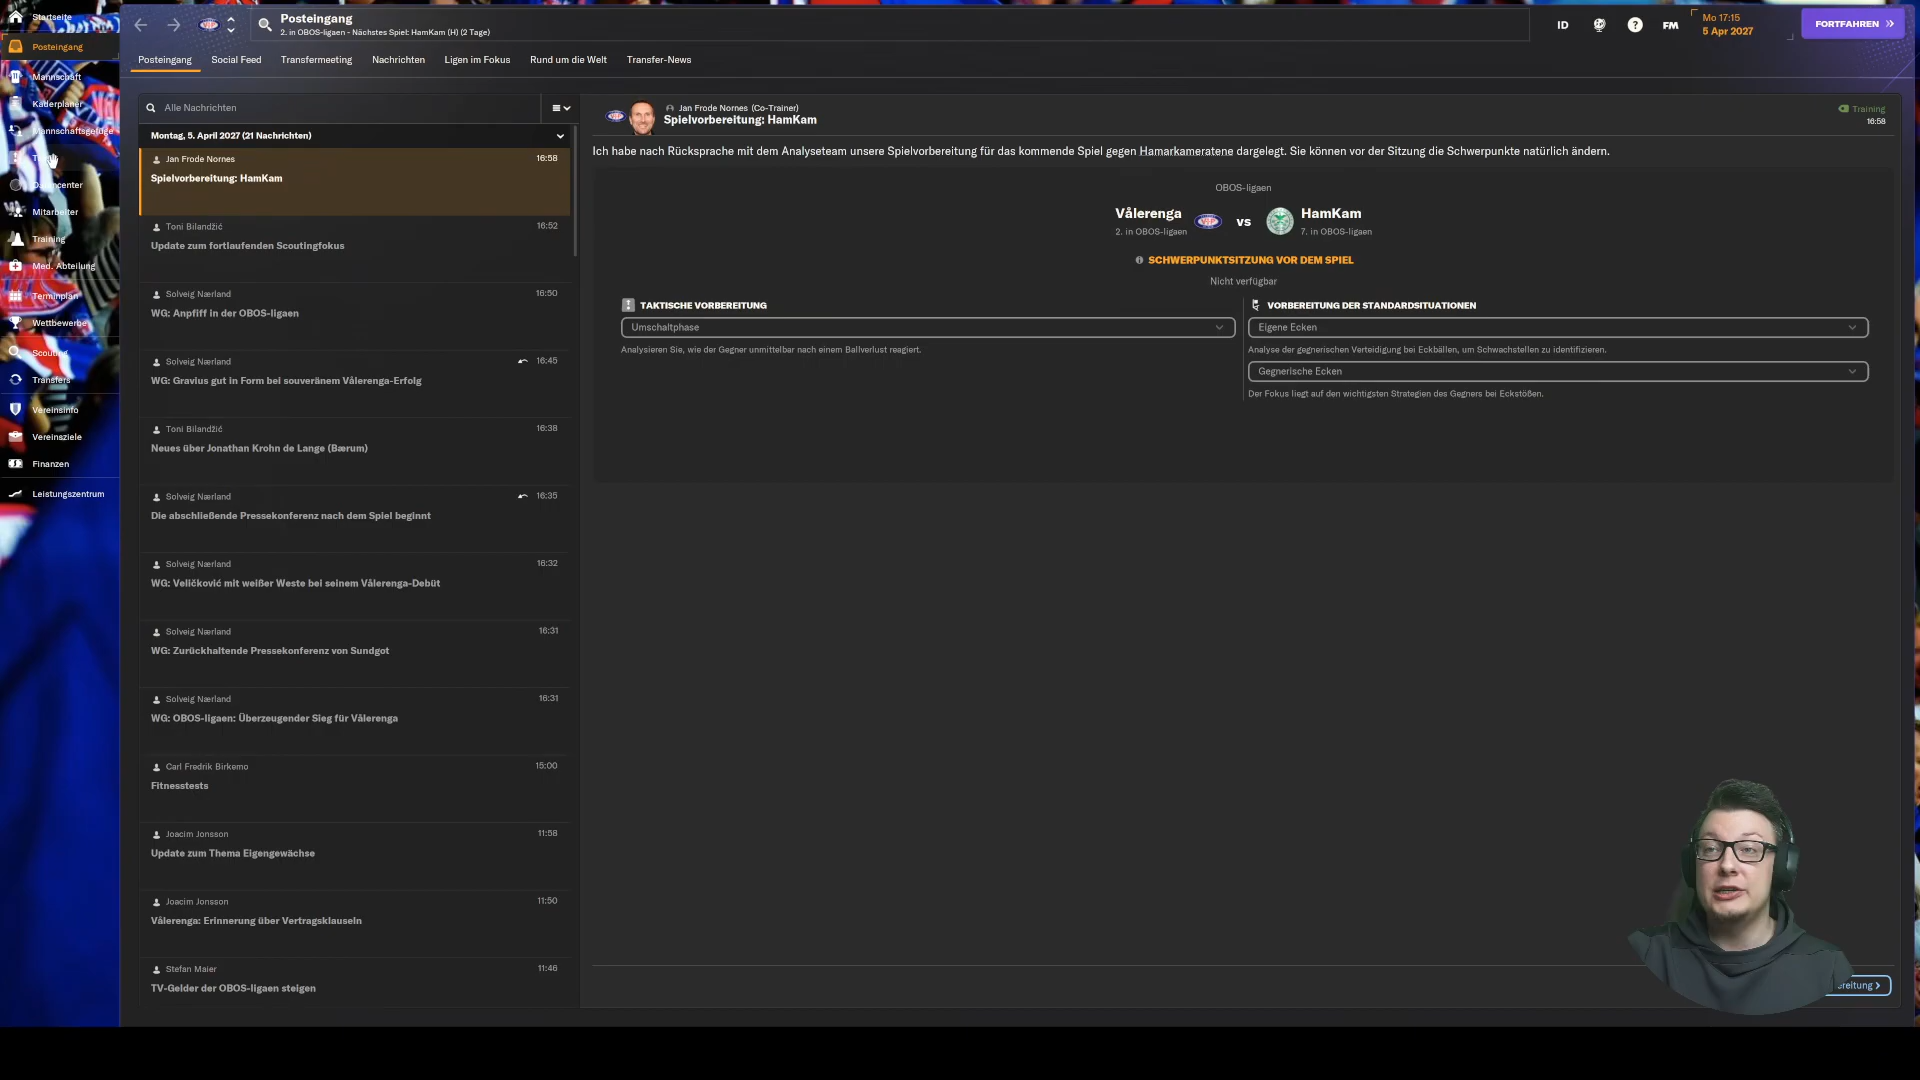 Startseite
Posteingang
Mannschaft
Kaderplaner
Mannschaftsgefüge
Datencenter
Mitarbeiter
Training
Med. Abteilung
Terminplan
Wettbewerbe
Scouting
Transfers
Vereinsinfo
Vereinsziele
Finanzen
Leistungszentrum
Posteingang
2. in OBOS-ligaen - Nächstes Spiel: HamKam (H) (2 Tage)
ID
?
FM
Mo 17:15
5 Apr 2027
FORTFAHREN
Posteingang Social Feed Transfermeeting Nachrichten Ligen im Fokus Rund um die Welt Transfer-News
Alle Nachrichten
Montag, 5. April 2027 (21 Nachrichten)
Jan Frode Nornes 16:58
Spielvorbereitung: HamKam
Toni Bilandžić 16:52
Update zum fortlaufenden Scoutingfokus
Solveig Nærland 16:50
WG: Anpfiff in der OBOS-ligaen
Solveig Nærland 16:45
WG: Gravius gut in Form bei souveränem Vålerenga-Erfolg
Toni Bilandžić 16:38
Neues über Jonathan Krohn de Lange (Bærum)
Solveig Nærland 16:35
Die abschließende Pressekonferenz nach dem Spiel beginnt
Solveig Nærland 16:32
WG: Veličković mit weißer Weste bei seinem Vålerenga-Debüt
Solveig Nærland 16:31
WG: Zurückhaltende Pressekonferenz von Sundgot
Solveig Nærland 16:31
WG: OBOS-ligaen: Überzeugender Sieg für Vålerenga
Carl Fredrik Birkemo 15:00
Fitnesstests
Joacim Jonsson 11:58
Update zum Thema Eigengewächse
Joacim Jonsson 11:50
Vålerenga: Erinnerung über Vertragsklauseln
Stefan Maier 11:46
TV-Gelder der OBOS-ligaen steigen
Jan Frode Nornes (Co-Trainer)
Spielvorbereitung: HamKam
Training
16:58
Ich habe nach Rücksprache mit dem Analyseteam unsere Spielvorbereitung für das kommende Spiel gegen Hamarkameratene dargelegt. Sie können vor der Sitzung die Schwerpunkte natürlich ändern.
OBOS-ligaen
Vålerenga vs HamKam
2. in OBOS-ligaen 7. in OBOS-ligaen
SCHWERPUNKTSITZUNG VOR DEM SPIEL
Nicht verfügbar
TAKTISCHE VORBEREITUNG
Umschaltphase
Analysieren Sie, wie der Gegner unmittelbar nach einem Ballverlust reagiert.
VORBEREITUNG DER STANDARDSITUATIONEN
Eigene Ecken
Analyse der gegnerischen Verteidigung bei Eckbällen, um Schwachstellen zu identifizieren.
Gegnerische Ecken
Der Fokus liegt auf den wichtigsten Strategien des Gegners bei Eckstößen.